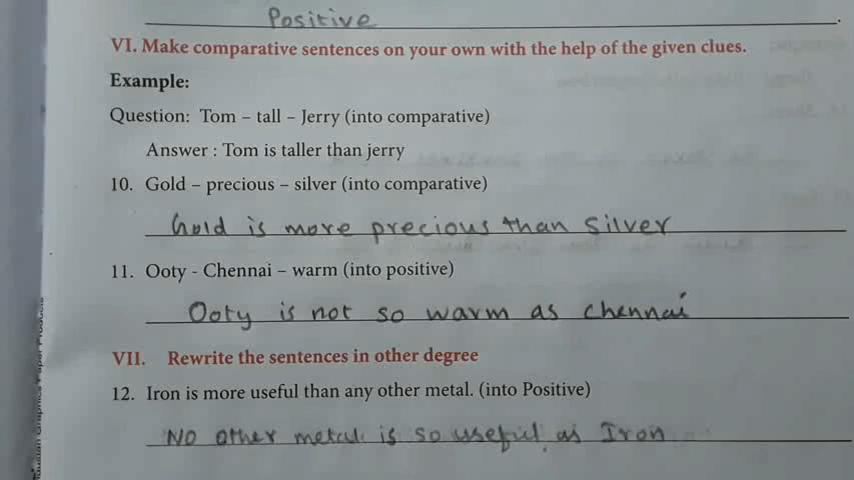 Positive
VI. Make comparative sentences on your own with the help of the given clues.
Example:
Question: Tom – tall – Jerry (into comparative)
Answer : Tom is taller than jerry
10. Gold – precious – silver (into comparative)
Gold is more precious than silver
11. Ooty - Chennai – warm (into positive)
Ooty is not so warm as chennai
VII. Rewrite the sentences in other degree
12. Iron is more useful than any other metal. (into Positive)
No other metal is so useful as Iron